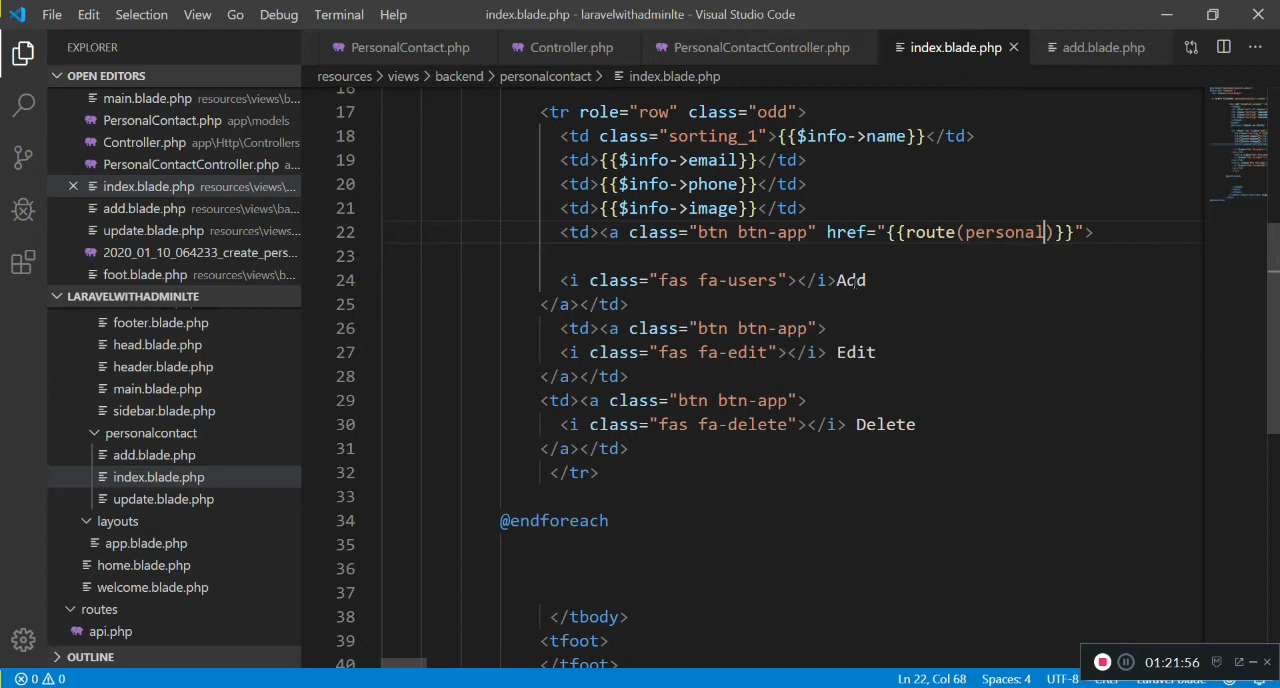 File Edit Selection View Go Debug Terminal Help index.blade.php - laravelwithadminlte - Visual Studio Code
EXPLORER
PersonalContact.php Controller.php PersonalContactController.php index.blade.php add.blade.php
OPEN EDITORS
resources > views > backend > personalcontact > index.blade.php
main.blade.php resources\views\b...
PersonalContact.php app\models
Controller.php app\Http\Controllers
PersonalContactController.php a...
index.blade.php resources\views\...
add.blade.php resources\views\ba...
update.blade.php resources\view...
2020_01_10_064233_create_pers...
foot.blade.php resources\views\b...
LARAVELWITHADMINLTE
footer.blade.php
head.blade.php
header.blade.php
main.blade.php
sidebar.blade.php
personalcontact
add.blade.php
index.blade.php
update.blade.php
layouts
app.blade.php
home.blade.php
welcome.blade.php
routes
api.php
OUTLINE
16
17 <tr role="row" class="odd">
18 <td class="sorting_1">{{$info->name}}</td>
19 <td>{{$info->email}}</td>
20 <td>{{$info->phone}}</td>
21 <td>{{$info->image}}</td>
22 <td><a class="btn btn-app" href="{{route(personal)}}">
23
24 <i class="fas fa-users"></i>Add
25 </a></td>
26 <td><a class="btn btn-app">
27 <i class="fas fa-edit"></i> Edit
28 </a></td>
29 <td><a class="btn btn-app">
30 <i class="fas fa-delete"></i> Delete
31 </a></td>
32 </tr>
33
34 @endforeach
35
36
37
38 </tbody>
39 <tfoot>
40 </tfoot>
01:21:56
0 0 Ln 22, Col 68 Spaces: 4 UTF-8 CRLF Laravel Blade